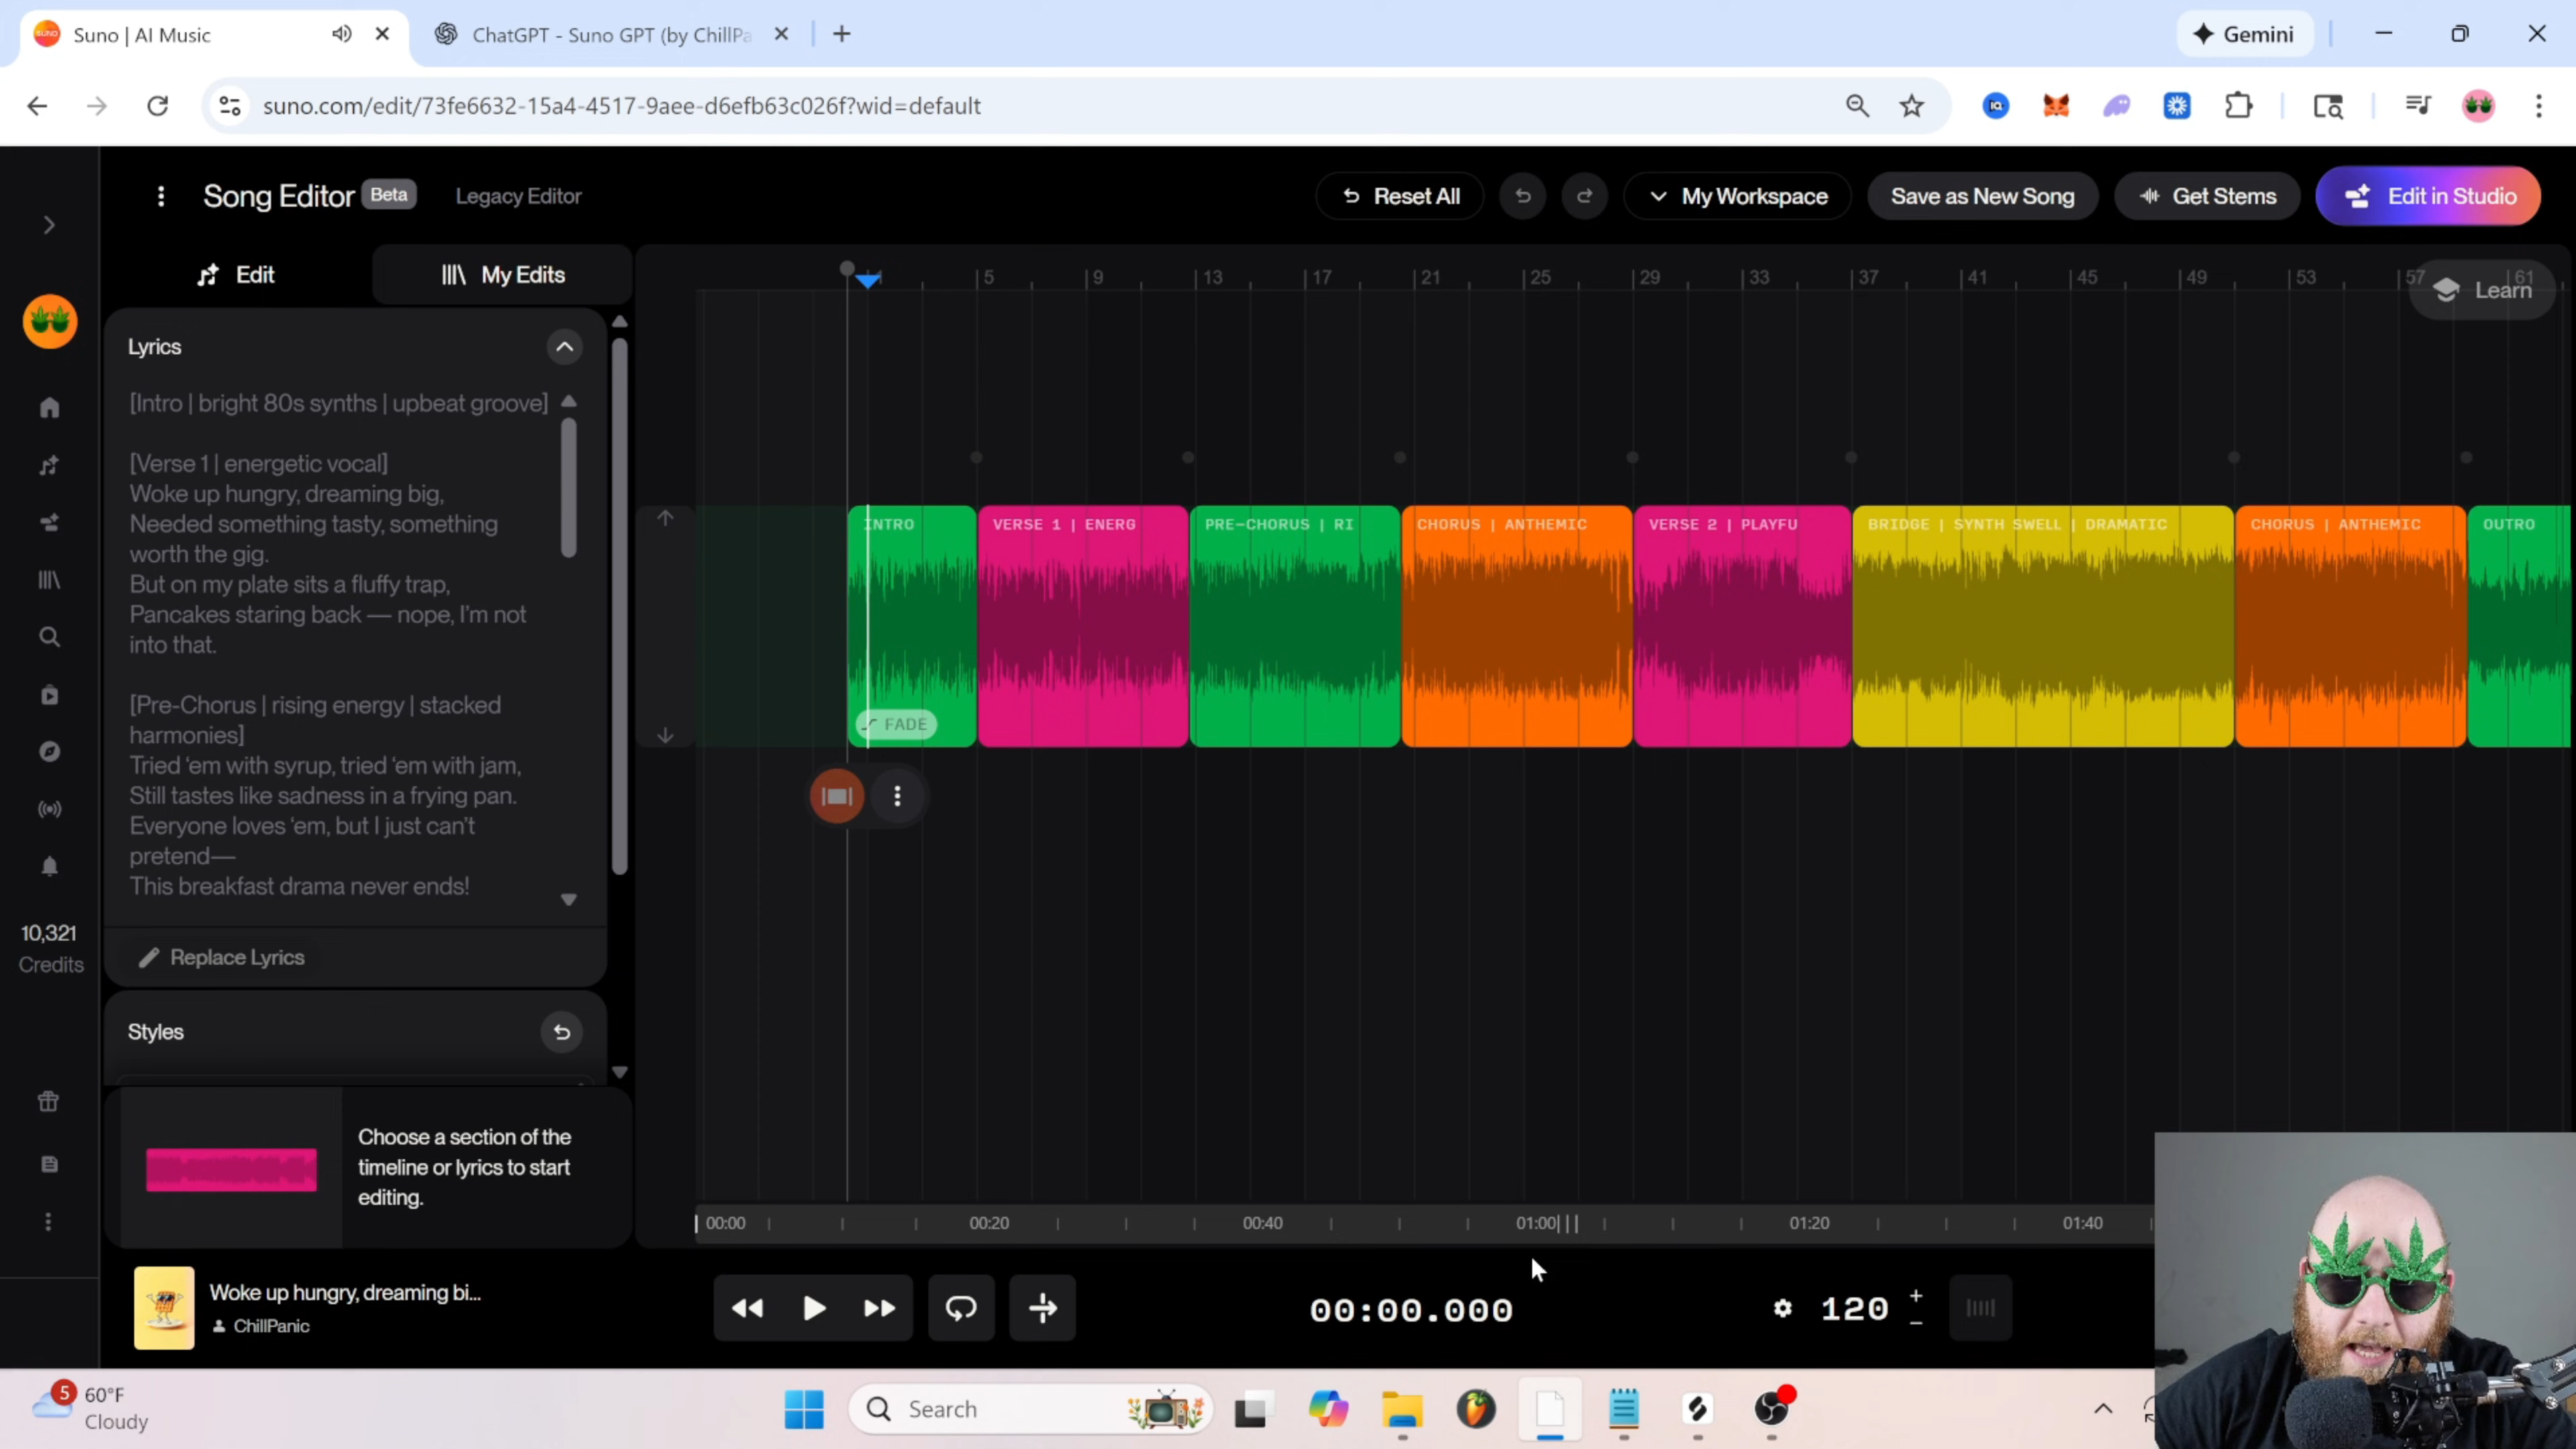 Suno | AI Music
ChatGPT - Suno GPT (by ChillPa
Gemini
suno.com/edit/73fe6632-15a4-4517-9aee-d6efb63c026f?wid=default
Song Editor Beta Legacy Editor
Reset All
My Workspace
Save as New Song
Get Stems
Edit in Studio
Edit
My Edits
5 9 13 17 21 25 29 33 37 41 45 49 53 57 61
Learn
Lyrics
[Intro | bright 80s synths | upbeat groove]
[Verse 1 | energetic vocal]
Woke up hungry, dreaming big,
Needed something tasty, something
worth the gig.
But on my plate sits a fluffy trap,
Pancakes staring back — nope, I'm not
into that.
[Pre-Chorus | rising energy | stacked
harmonies]
Tried ‘em with syrup, tried ‘em with jam,
Still tastes like sadness in a frying pan.
Everyone loves ‘em, but I just can't
pretend—
This breakfast drama never ends!
Replace Lyrics
10,321
Credits
Styles
Choose a section of the
timeline or lyrics to start
editing.
INTRO
VERSE 1 | ENERG
PRE-CHORUS | RI
CHORUS | ANTHEMIC
VERSE 2 | PLAYFU
BRIDGE | SYNTH SWELL | DRAMATIC
CHORUS | ANTHEMIC
OUTRO
FADE
00:00 00:20 00:40 01:00 01:20 01:40
Woke up hungry, dreaming bi...
ChillPanic
00:00.000
120
5
60°F
Cloudy
Search